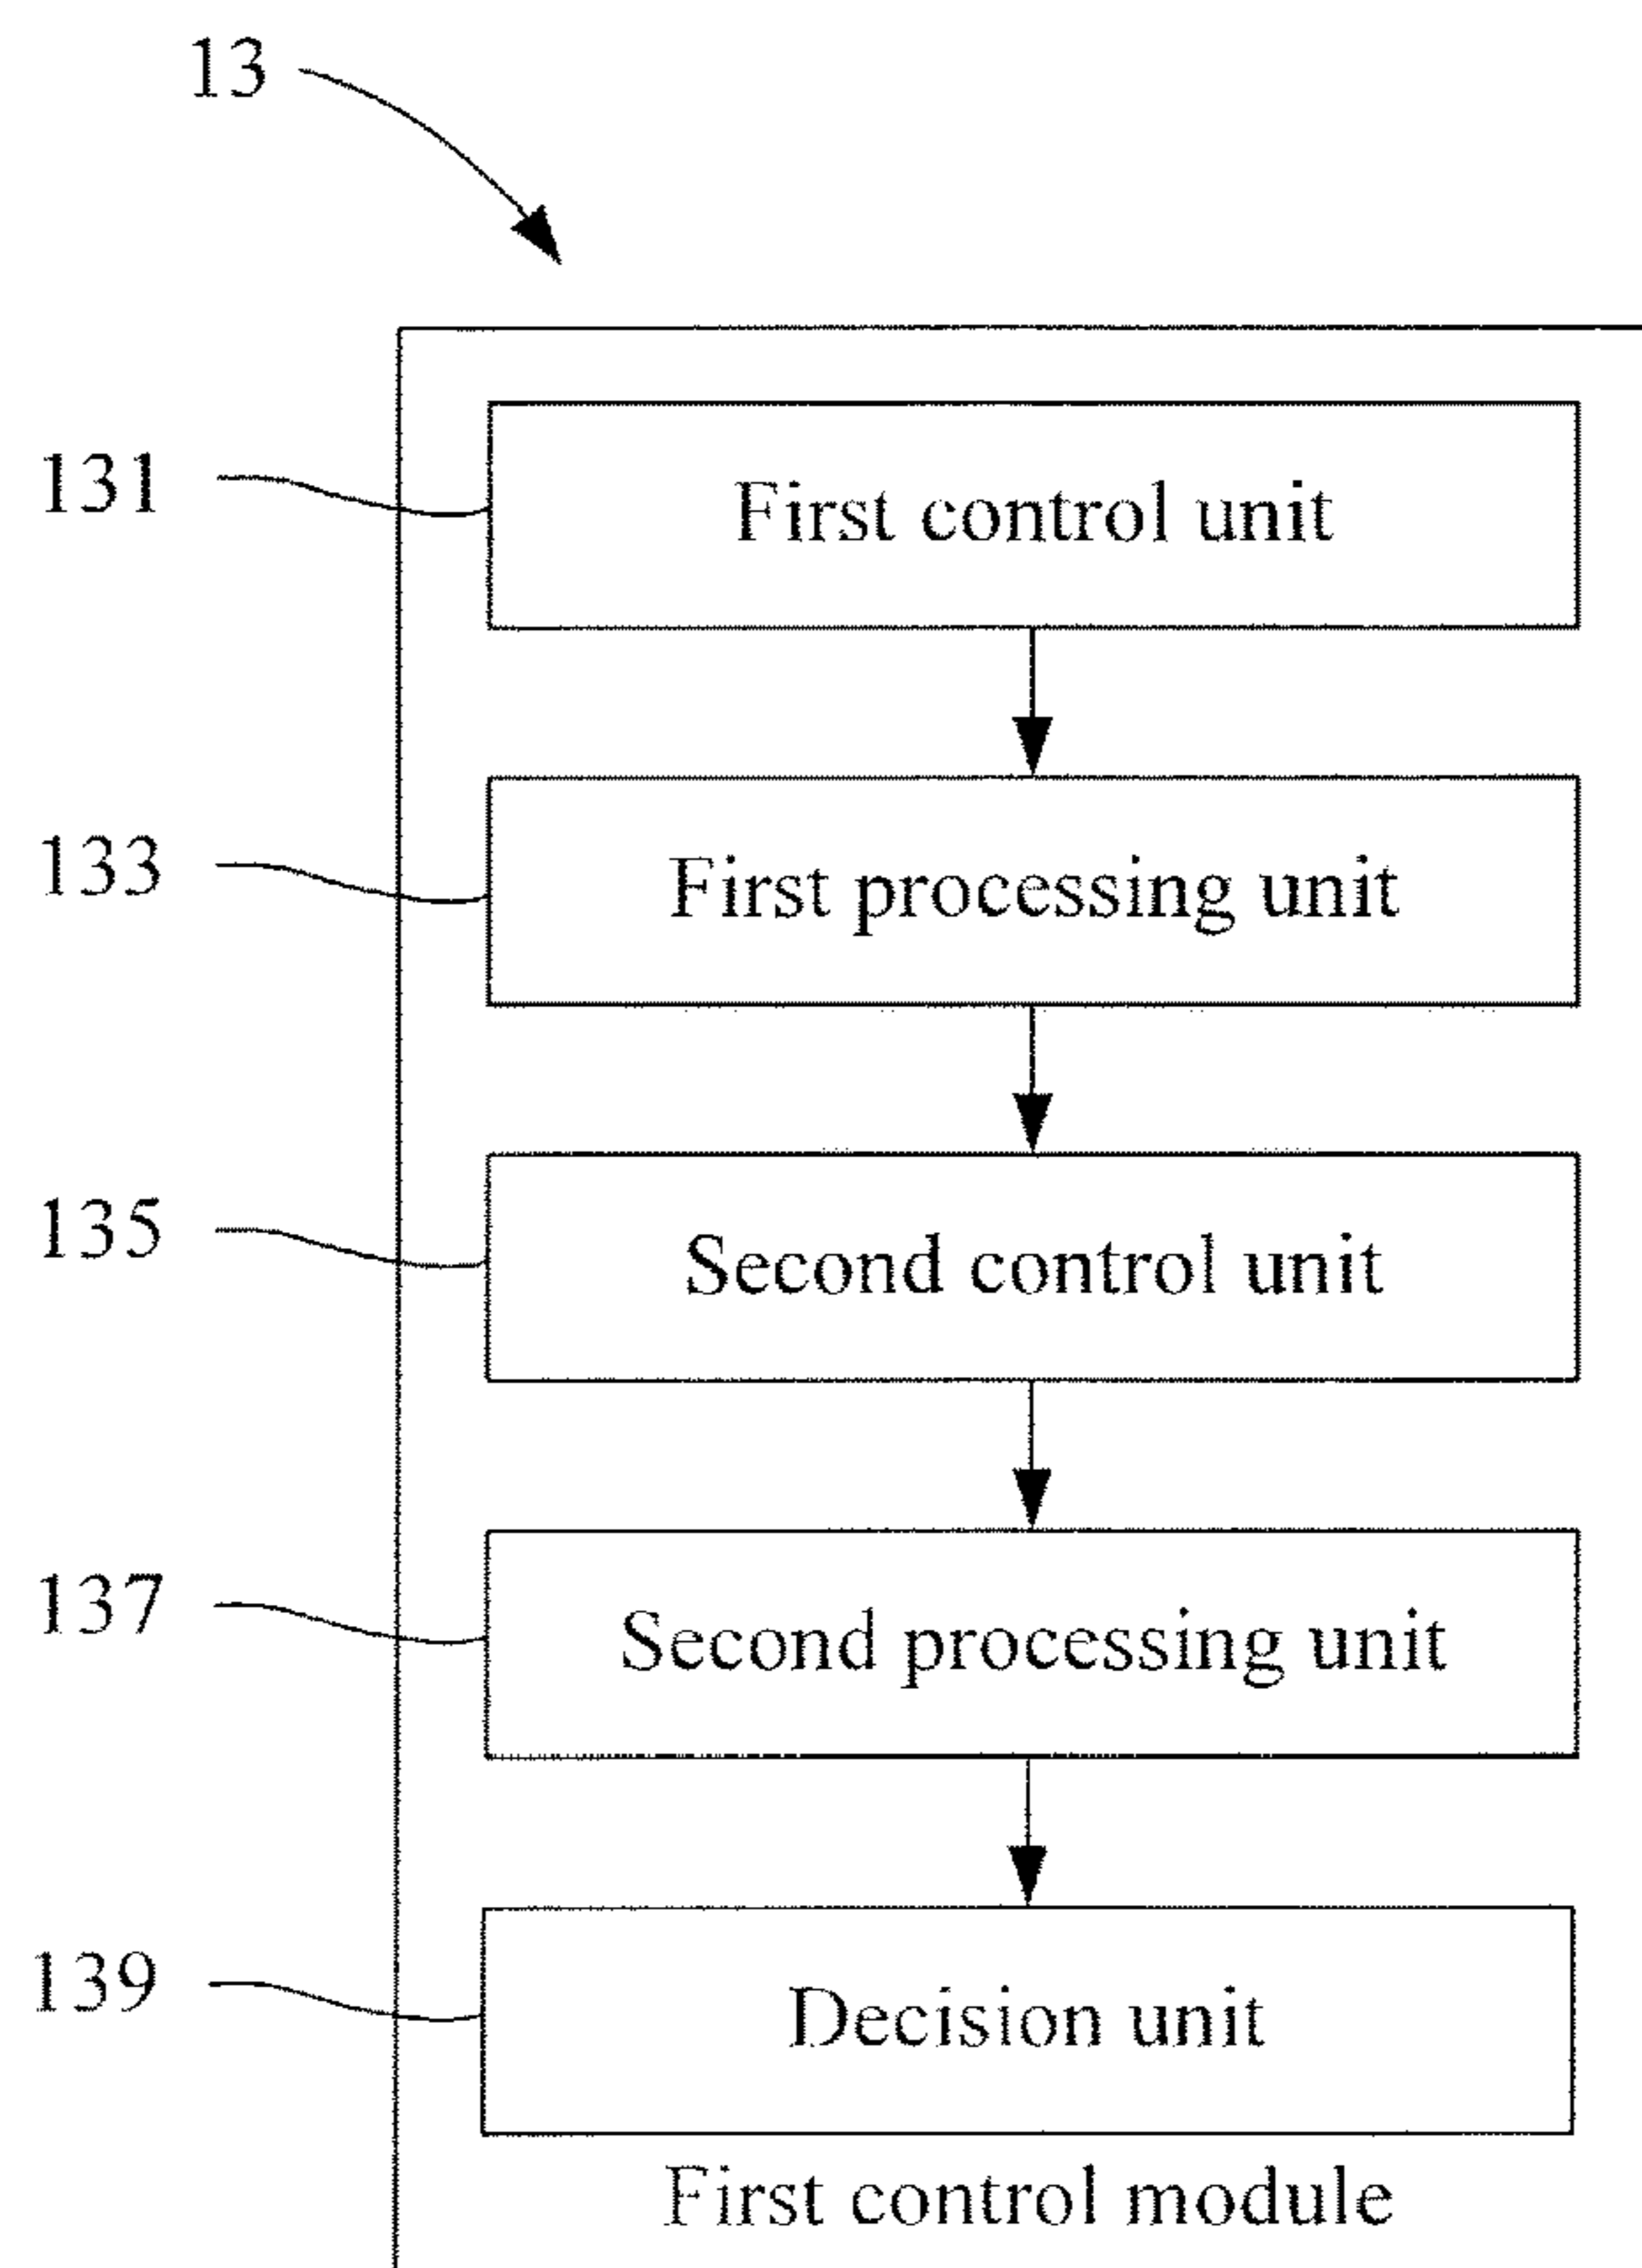 13
131
First control unit
133
First processing unit
135
Second control unit
137
Second processing unit
139
Decision unit
First control module